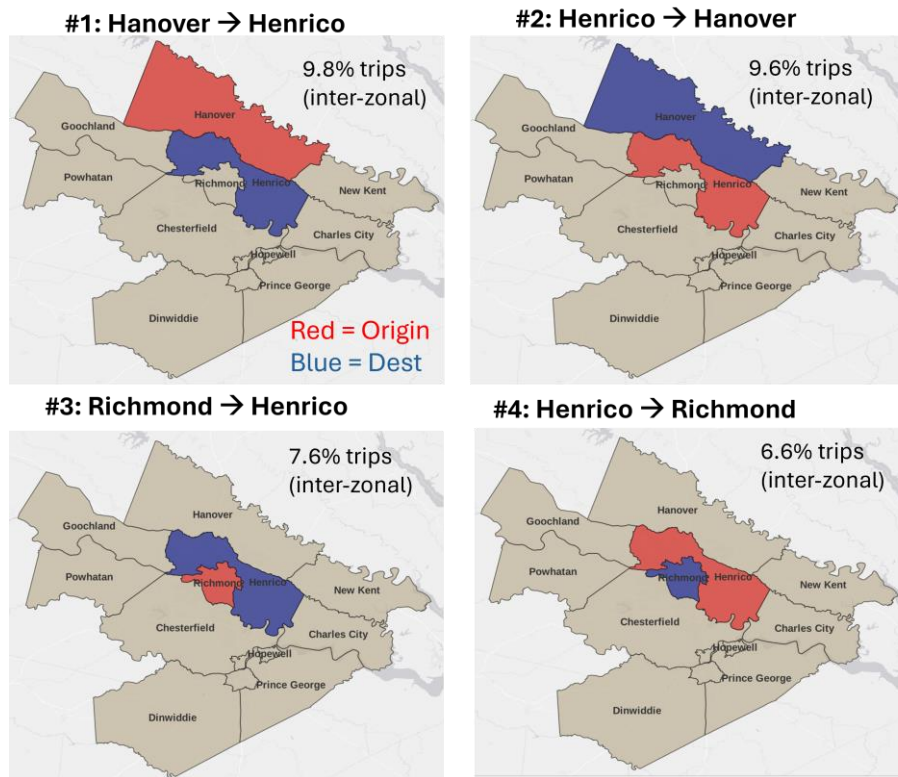 #1: Hanover → Henrico
9.8% trips
(inter-zonal)
Hanover
Goochland
Powhatan
Richmond
Henrico
New Kent
Chesterfield
Charles City
Hopewell
Prince George
Dinwiddie
Red = Origin
Blue = Dest
#2: Henrico → Hanover
9.6% trips
(inter-zonal)
Hanover
Goochland
Powhatan
Richmond
Henrico
New Kent
Chesterfield
Charles City
Hopewell
Prince George
Dinwiddie
#3: Richmond → Henrico
7.6% trips
(inter-zonal)
Hanover
Goochland
Powhatan
Richmond
Henrico
New Kent
Chesterfield
Charles City
Hopewell
Prince George
Dinwiddie
#4: Henrico → Richmond
6.6% trips
(inter-zonal)
Hanover
Goochland
Powhatan
Richmond
Henrico
New Kent
Chesterfield
Charles City
Hopewell
Prince George
Dinwiddie